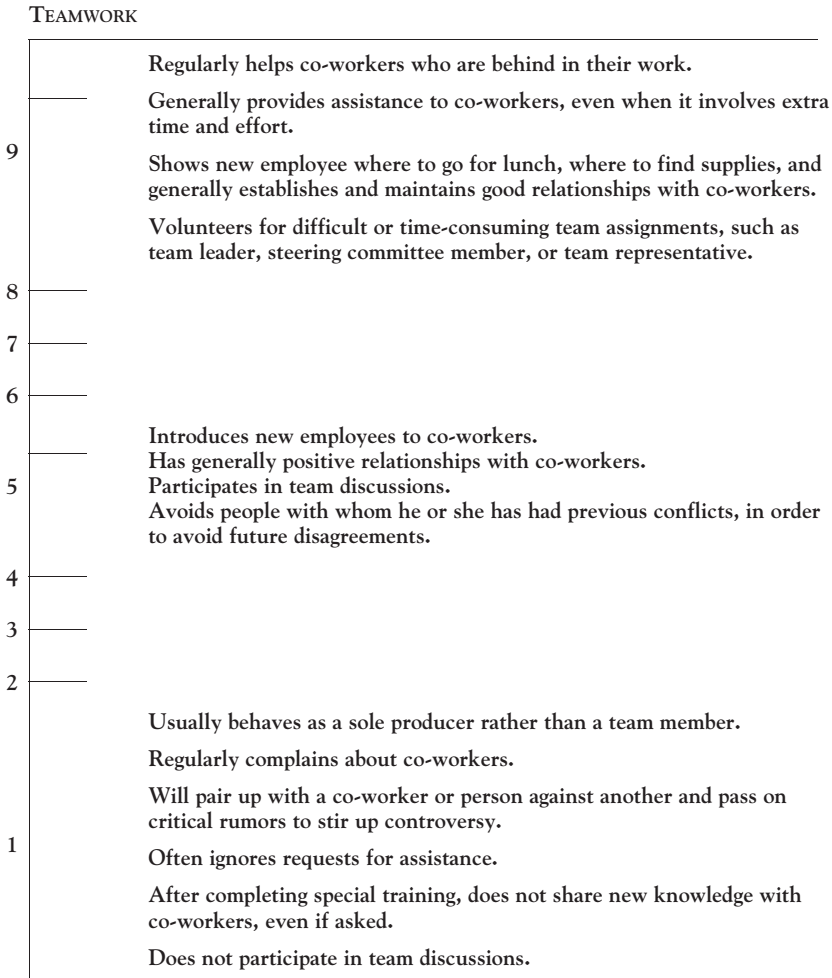 TEAMWORK
Regularly helps co-workers who are behind in their work.
Generally provides assistance to co-workers, even when it involves extra
time and effort.
9
Shows new employee where to go for lunch, where to find supplies, and
generally establishes and maintains good relationships with co-workers.
Volunteers for difficult or time-consuming team assignments, such as
team leader, steering committee member, or team representative.
8
7
6
Introduces new employees to co-workers.
Has generally positive relationships with co-workers.
5 Participates in team discussions.
Avoids people with whom he or she has had previous conflicts, in order
to avoid future disagreements.
4
3
2
Usually behaves as a sole producer rather than a team member.
Regularly complains about co-workers.
Will pair up with a co-worker or person against another and pass on
critical rumors to stir up controversy.
1
Often ignores requests for assistance.
After completing special training, does not share new knowledge with
co-workers, even if asked.
Does not participate in team discussions.